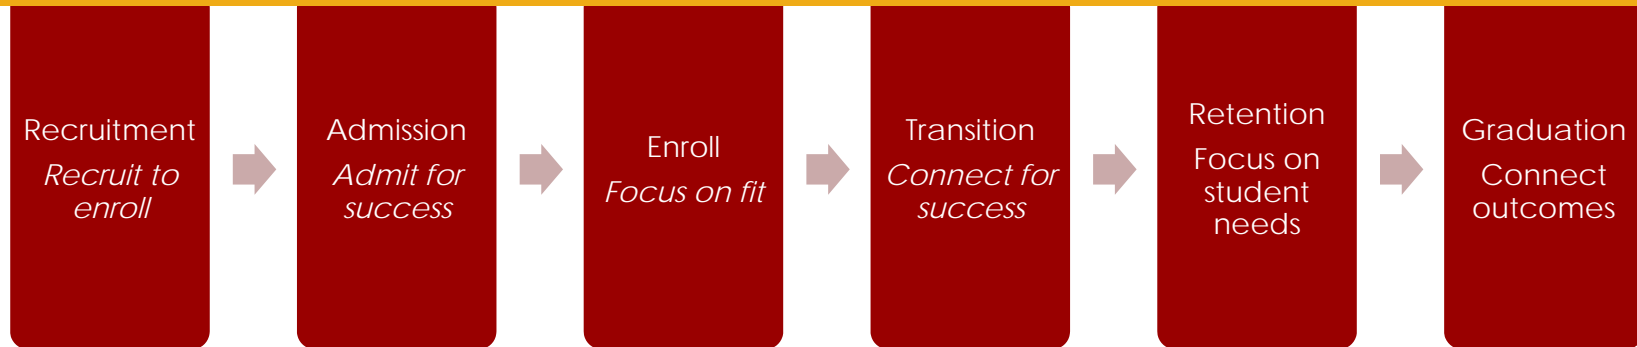 Recruitment
Recruit to
enroll
Admission
Admit for
success
Enroll
Focus on fit
Transition
Connect for
success
Retention
Focus on
student
needs
Graduation
Connect
outcomes